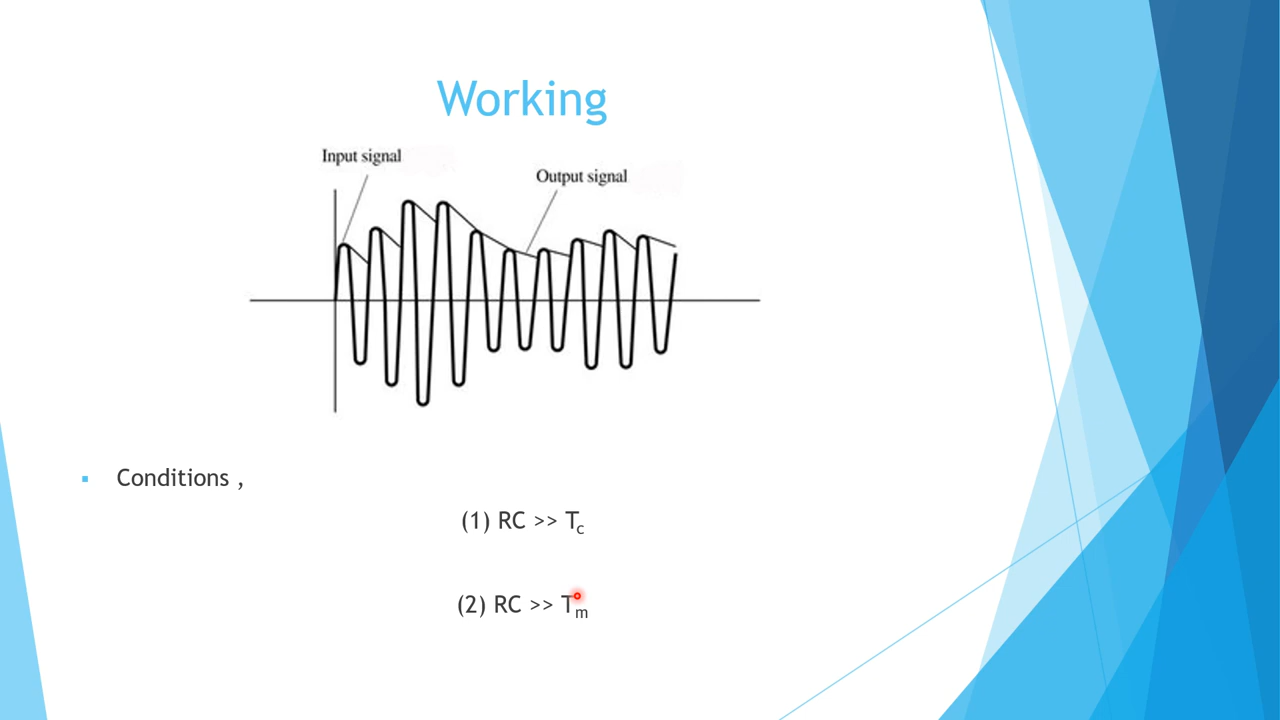 Working
Input signal
Output signal
Conditions ,
(1) RC >> Tc
(2) RC >> Tm